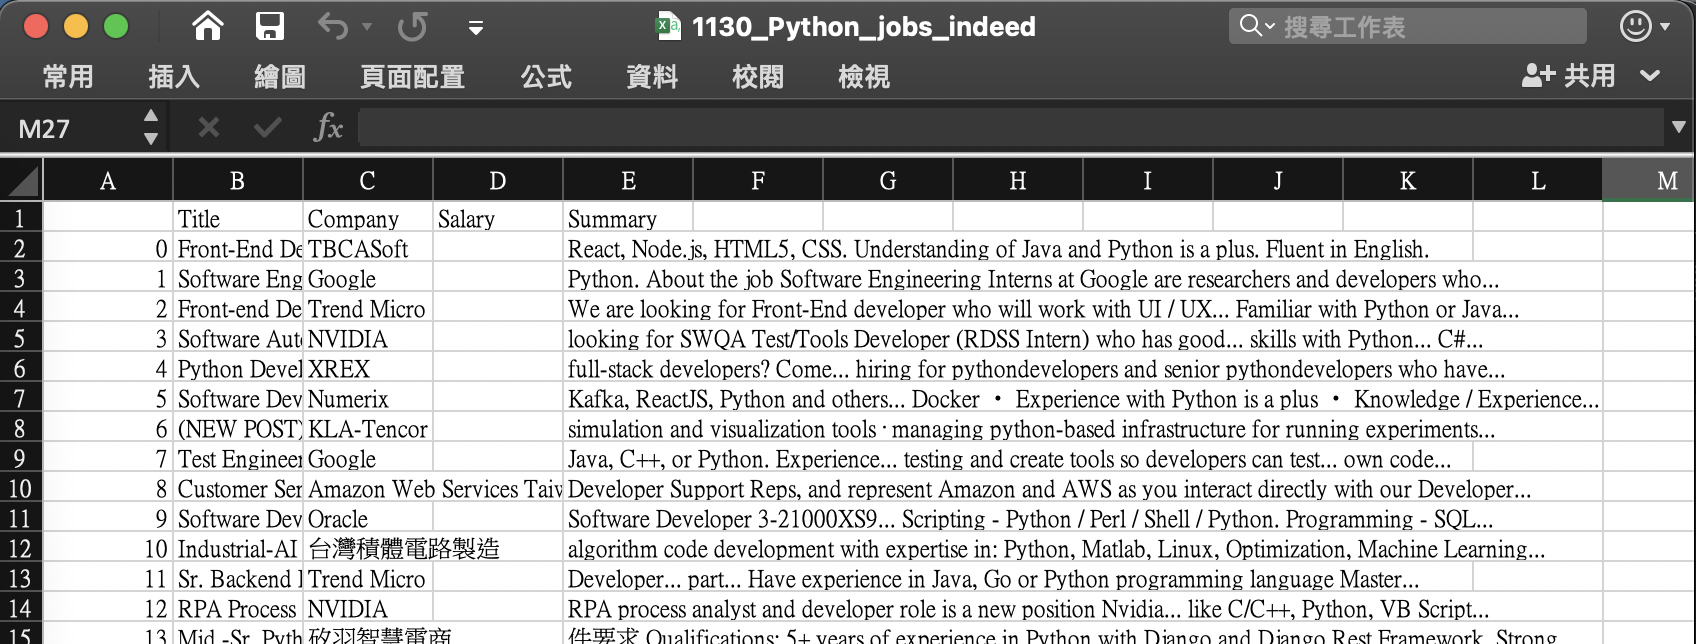 1130_Python_jobs_indeed
搜尋工作表
常用 插入 繪圖 頁面配置 公式 資料 校閱 檢視 共用
M27 fx
A B C D E F G H I J K L M
1 Title Company Salary Summary
2 0 Front-End De TBCASoft React, Node.js, HTML5, CSS. Understanding of Java and Python is a plus. Fluent in English.
3 1 Software Eng Google Python. About the job Software Engineering Interns at Google are researchers and developers who...
4 2 Front-end De Trend Micro We are looking for Front-End developer who will work with UI / UX... Familiar with Python or Java...
5 3 Software Aut NVIDIA looking for SWQA Test/Tools Developer (RDSS Intern) who has good... skills with Python... C#...
6 4 Python Devel XREX full-stack developers? Come... hiring for pythondevelopers and senior pythondevelopers who have...
7 5 Software Dev Numerix Kafka, ReactJS, Python and others... Docker • Experience with Python is a plus • Knowledge / Experience...
8 6 (NEW POST) KLA-Tencor simulation and visualization tools · managing python-based infrastructure for running experiments...
9 7 Test Engineer Google Java, C++, or Python. Experience... testing and create tools so developers can test... own code...
10 8 Customer Ser Amazon Web Services Taiw Developer Support Reps, and represent Amazon and AWS as you interact directly with our Developer...
11 9 Software Dev Oracle Software Developer 3-21000XS9... Scripting - Python / Perl / Shell / Python. Programming - SQL...
12 10 Industrial-AI 台灣積體電路製造 algorithm code development with expertise in: Python, Matlab, Linux, Optimization, Machine Learning...
13 11 Sr. Backend Trend Micro Developer... part... Have experience in Java, Go or Python programming language Master...
14 12 RPA Process NVIDIA RPA process analyst and developer role is a new position Nvidia... like C/C++, Python, VB Script...
15 13 Mid.-Sr. Pyth 矽羽智慧電商 件要求 Qualifications: 5+ years of experience in Python with Django and Django Rest Framework. Strong